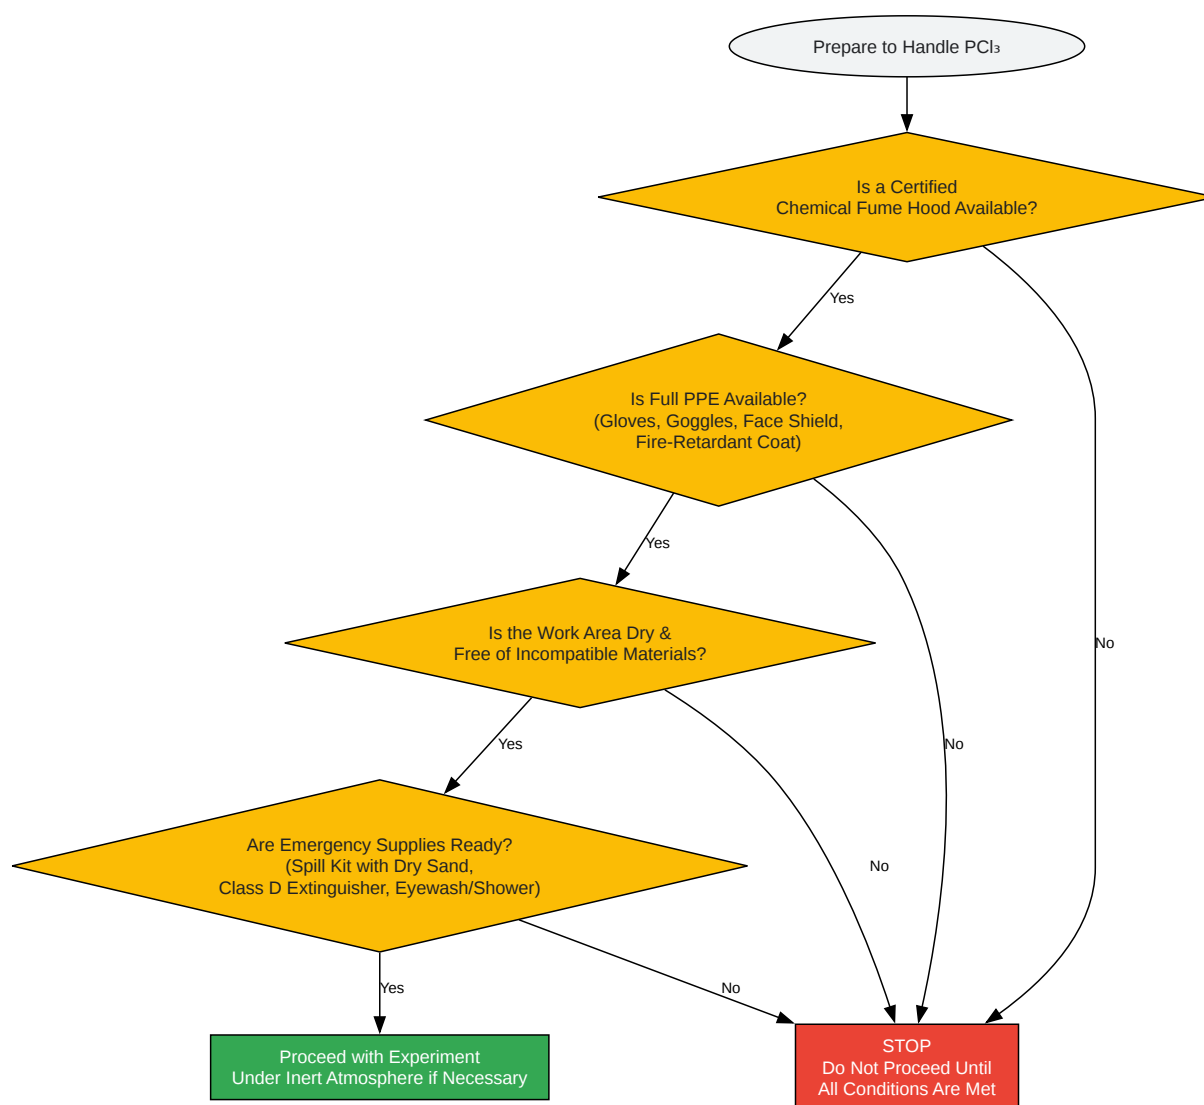 Prepare to Handle PCl₃
Is a Certified
Chemical Fume Hood Available?
Yes
Is Full PPE Available?
(Gloves, Goggles, Face Shield,
Fire-Retardant Coat)
Yes
Is the Work Area Dry &
Free of Incompatible Materials?
No
Yes
No
Are Emergency Supplies Ready?
(Spill Kit with Dry Sand,
Class D Extinguisher, Eyewash/Shower)
No
Yes
No
Proceed with Experiment
Under Inert Atmosphere if Necessary
STOP
Do Not Proceed Until
All Conditions Are Met